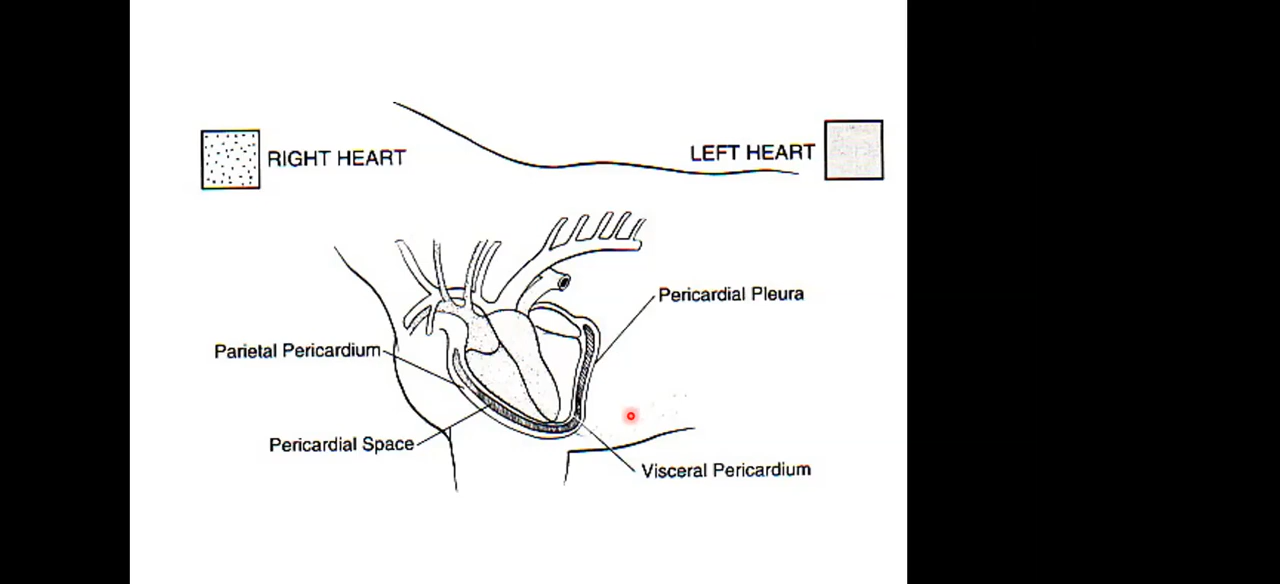 RIGHT HEART
LEFT HEART
Pericardial Pleura
Parietal Pericardium
Pericardial Space
Visceral Pericardium